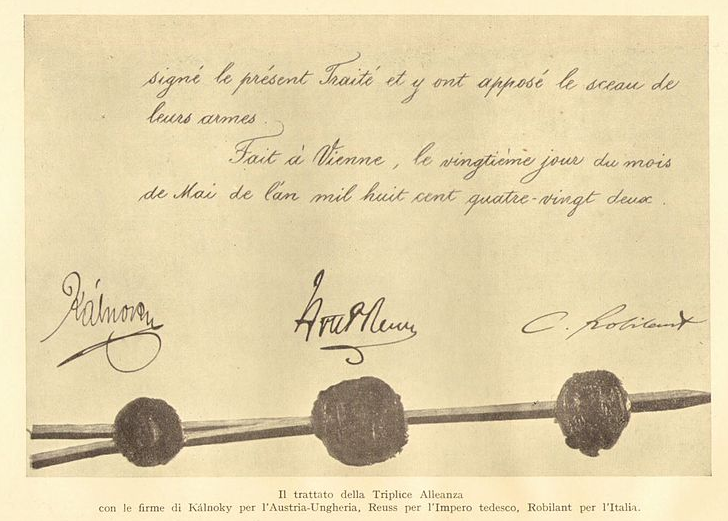 signé le présent Traité et y ont apposé le sceau de
leurs armes.
Fait à Vienne, le vingtième jour du mois
de Mai de l'an mil huit cent quatre-vingt deux.
Kálnoky
Reuss
C. Robilant
Il trattato della Triplice Alleanza
con le firme di Kálnoky per l'Austria-Ungheria, Reuss per l'Impero tedesco, Robilant per l'Italia.